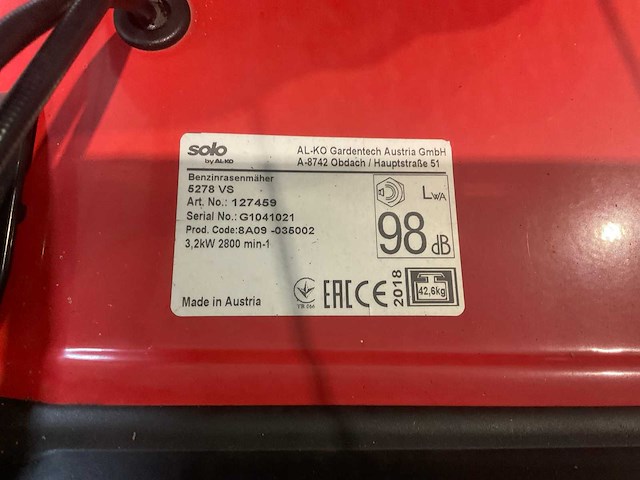 solo
by AL-KO
AL-KO Gardentech Austria GmbH
A-8742 Obdach / Hauptstraße 51
Benzinrasenmäher
5278 VS
Art. No.: 127459
Serial No.: G1041021
Prod. Code:8A09 -035002
3,2kW 2800 min-1
LWA
98 dB
Made in Austria
EAC CE
2018
42,6kg